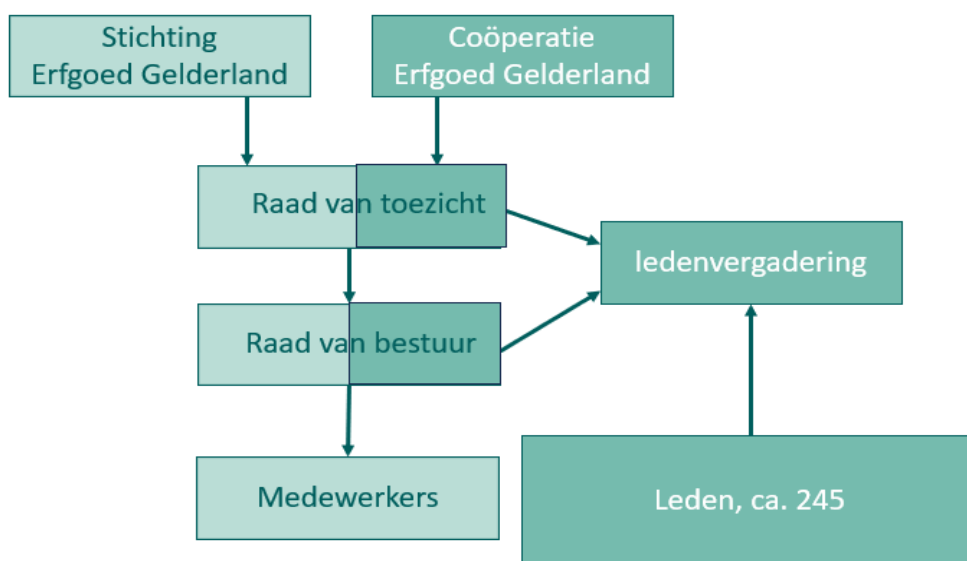 Stichting
Erfgoed Gelderland
Coöperatie
Erfgoed Gelderland
Raad van toezicht
ledenvergadering
Raad van bestuur
Medewerkers
Leden, ca. 245